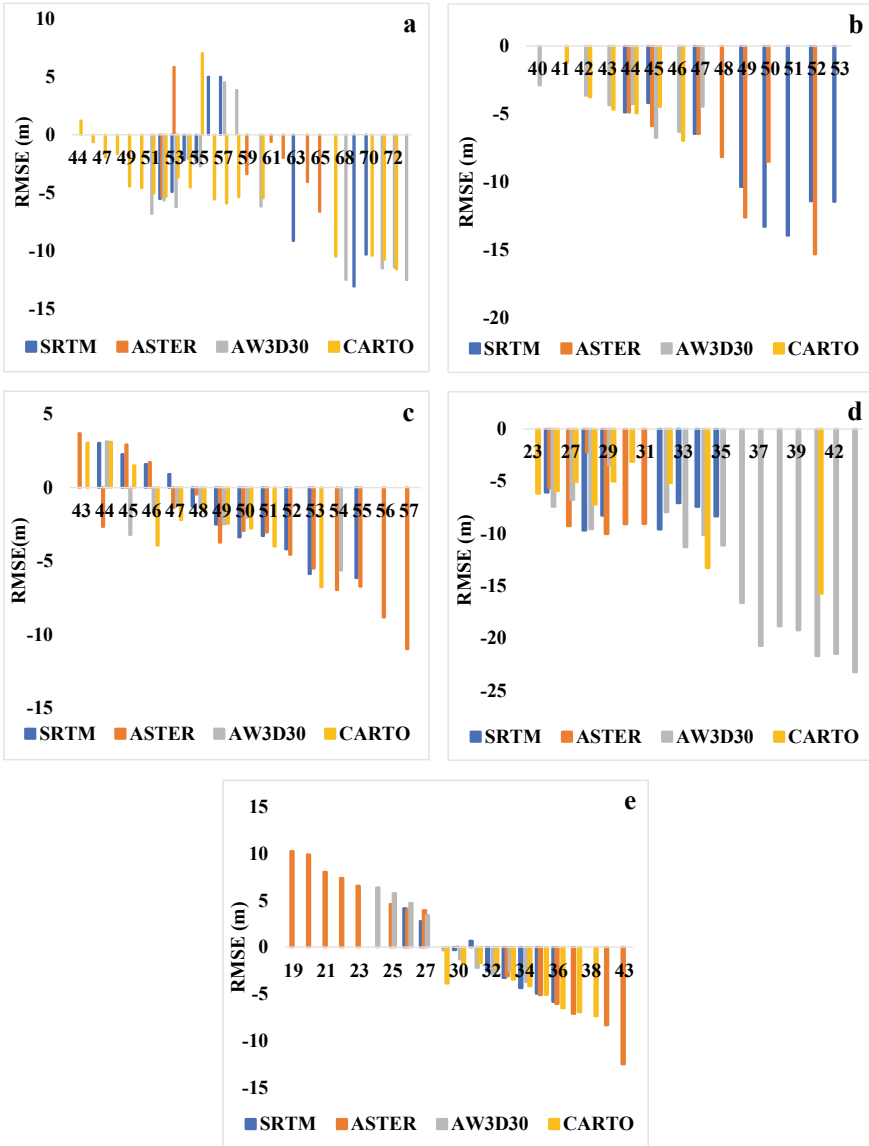 a
10
5
0
-5
-10
-15
RMSE (m)
44 47 49 51 53 55 57 59 61 63 65 68 70 72
SRTM ASTER AW3D30 CARTO
b
0
-5
-10
-15
-20
RMSE (m)
40 41 42 43 44 45 46 47 48 49 50 51 52 53
SRTM ASTER AW3D30 CARTO
c
5
0
-5
-10
-15
RMSE(m)
43 44 45 46 47 48 49 50 51 52 53 54 55 56 57
SRTM ASTER AW3D30 CARTO
d
0
-5
-10
-15
-20
-25
RMSE (m)
23 27 29 31 33 35 37 39 42
SRTM ASTER AW3D30 CARTO
e
15
10
5
0
-5
-10
-15
RMSE (m)
19 21 23 25 27 30 32 34 36 38 43
SRTM ASTER AW3D30 CARTO